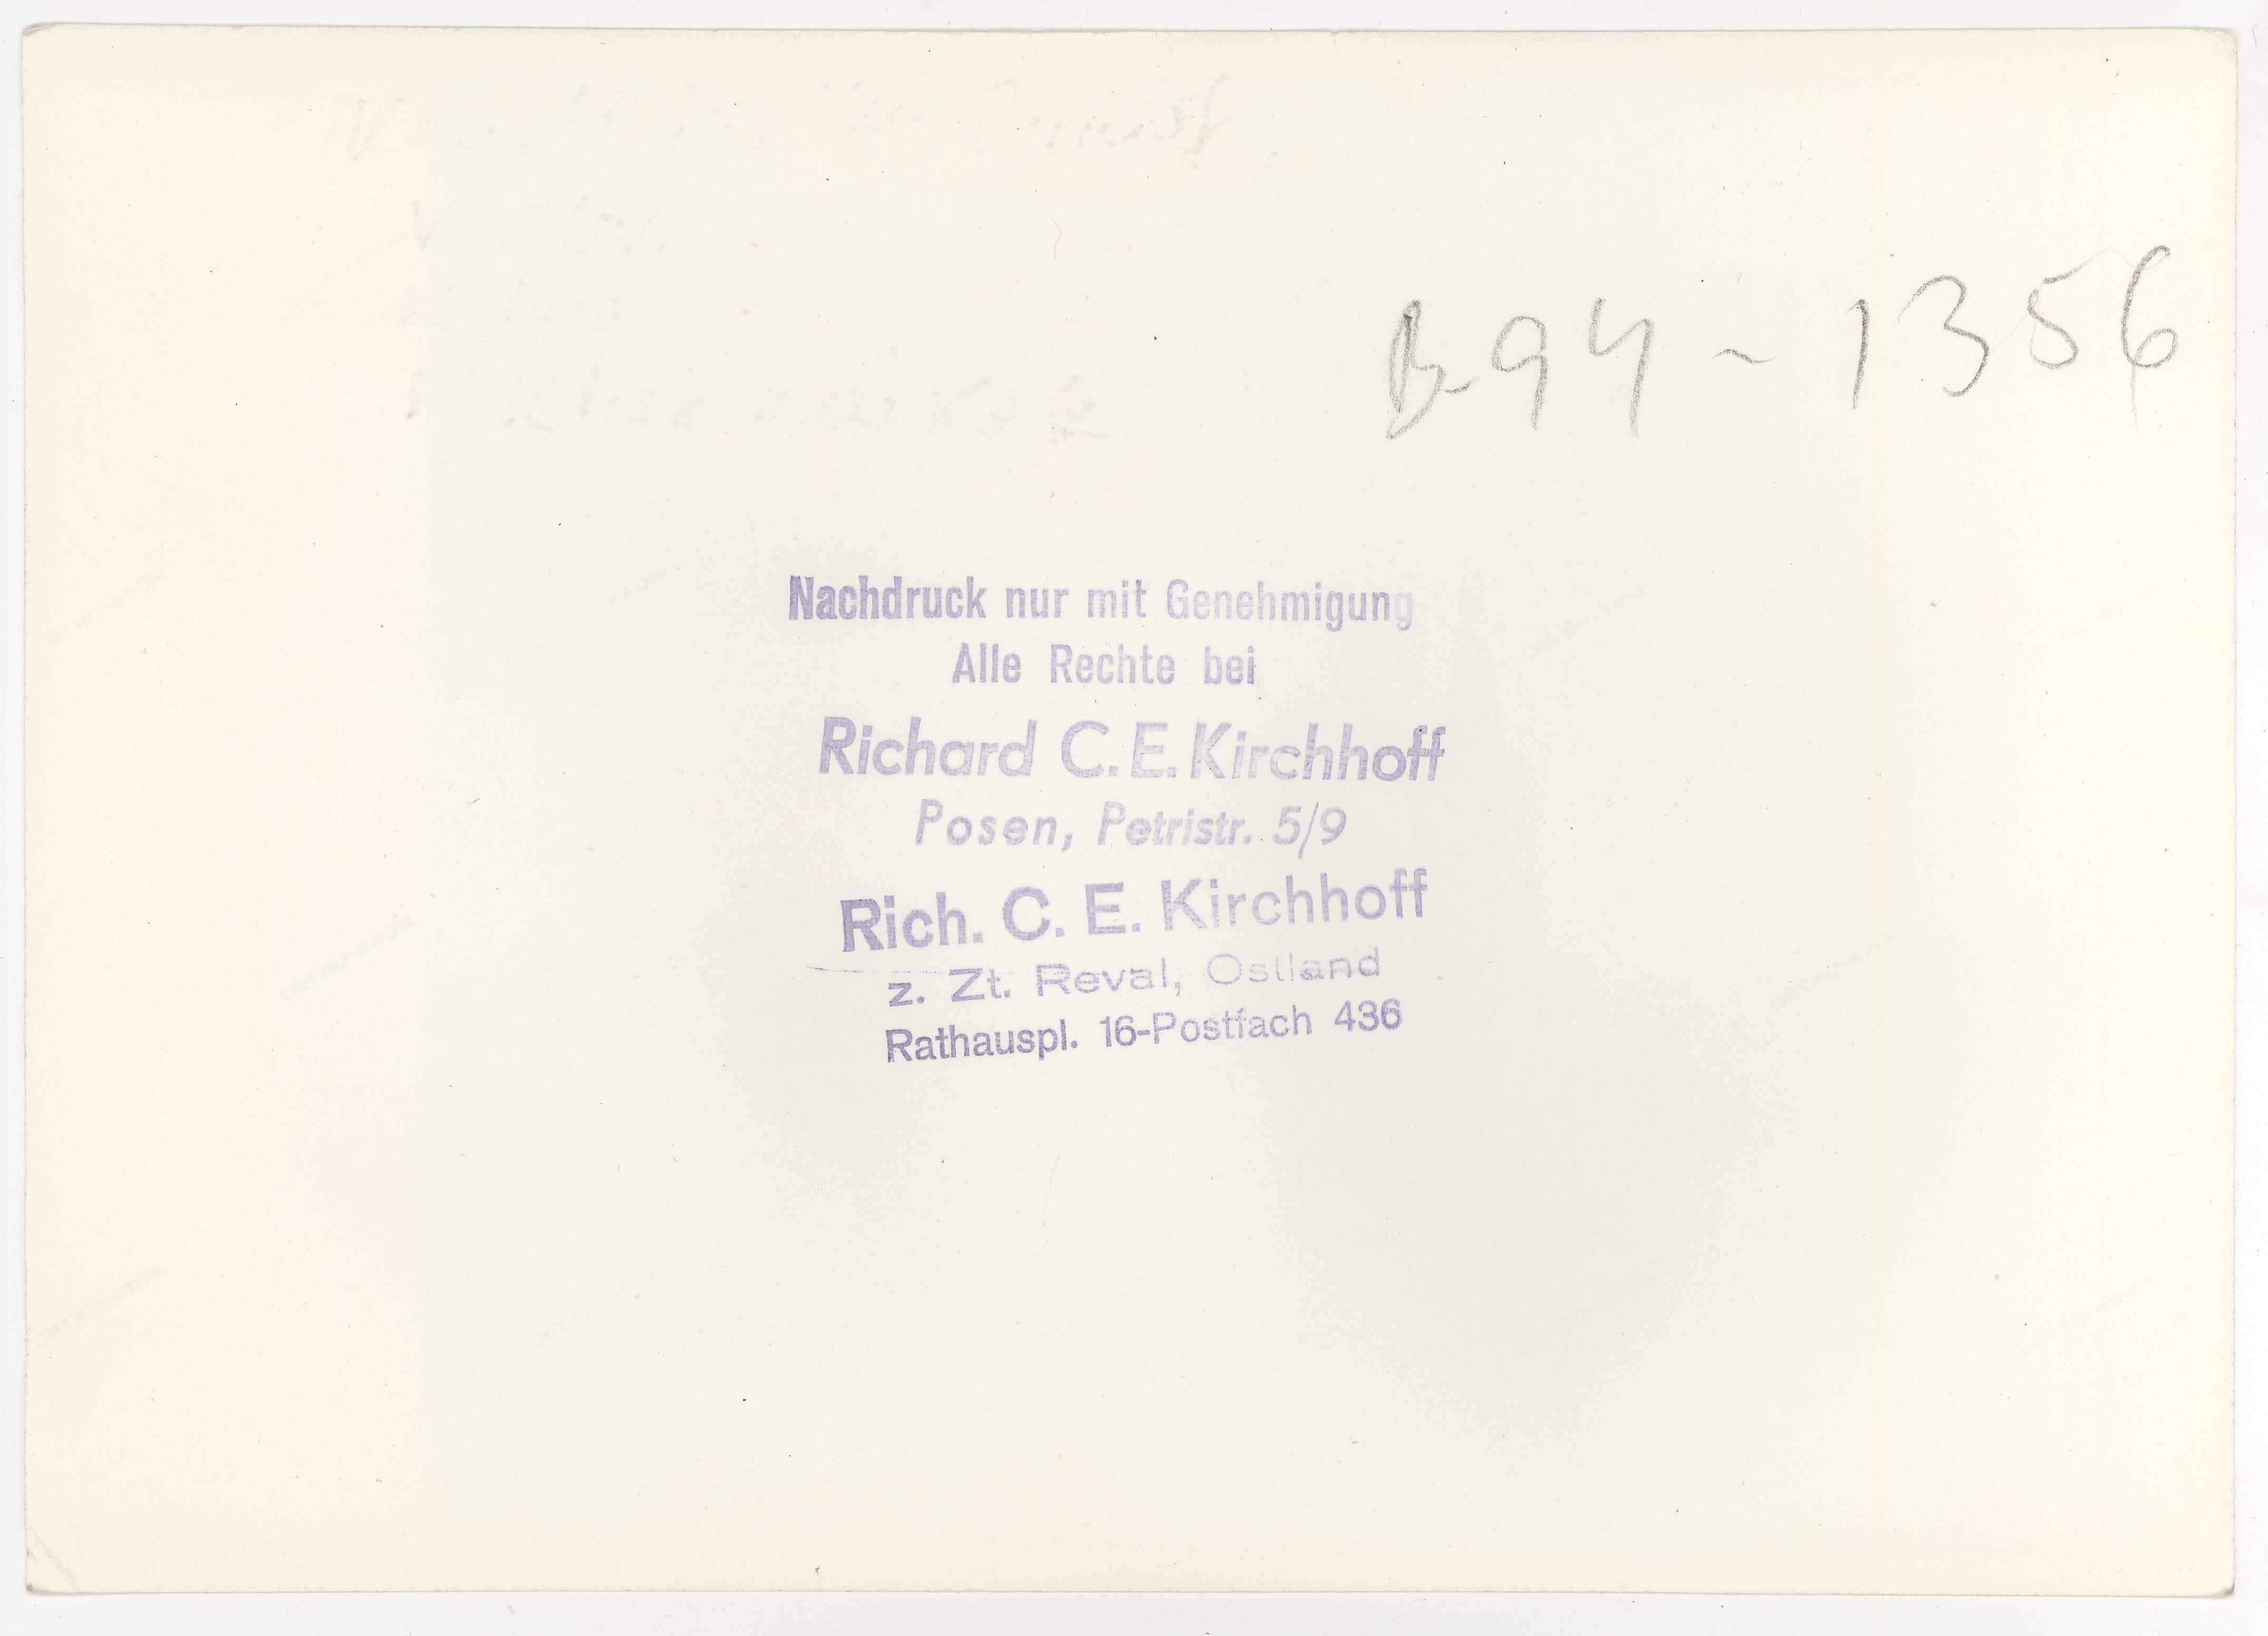 B-94-1356
Nachdruck nur mit Genehmigung
Alle Rechte bei
Richard C.E. Kirchhoff
Posen, Petristr. 5/9
Rich. C. E. Kirchhoff
z. Zt. Reval, Ostland
Rathauspl. 16-Postfach 436